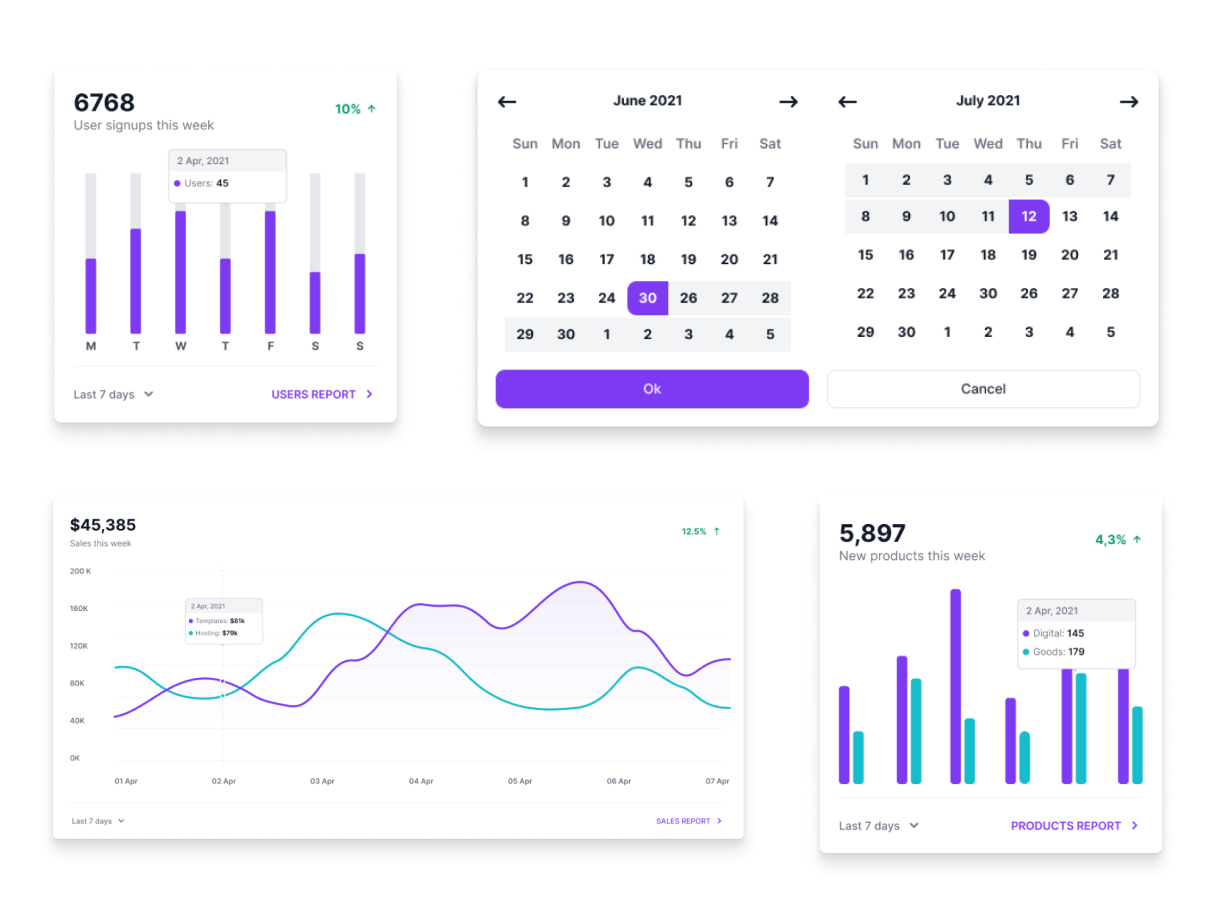 6768
User signups this week
10%
2 Apr, 2021
Users: 45
M T W T F S S
Last 7 days
USERS REPORT
June 2021
Sun Mon Tue Wed Thu Fri Sat
1 2 3 4 5 6 7
8 9 10 11 12 13 14
15 16 17 18 19 20 21
22 23 24 30 26 27 28
29 30 1 2 3 4 5
July 2021
Sun Mon Tue Wed Thu Fri Sat
1 2 3 4 5 6 7
8 9 10 11 12 13 14
15 16 17 18 19 20 21
22 23 24 30 26 27 28
29 30 1 2 3 4 5
Ok
Cancel
$45,385
Sales this week
12.5%
200 K
160K
120K
80K
40K
0K
2 Apr, 2021
Templates: $81k
Hosting: $79k
01 Apr 02 Apr 03 Apr 04 Apr 05 Apr 06 Apr 07 Apr
Last 7 days
SALES REPORT
5,897
New products this week
4,3%
2 Apr, 2021
Digital: 145
Goods: 179
Last 7 days
PRODUCTS REPORT